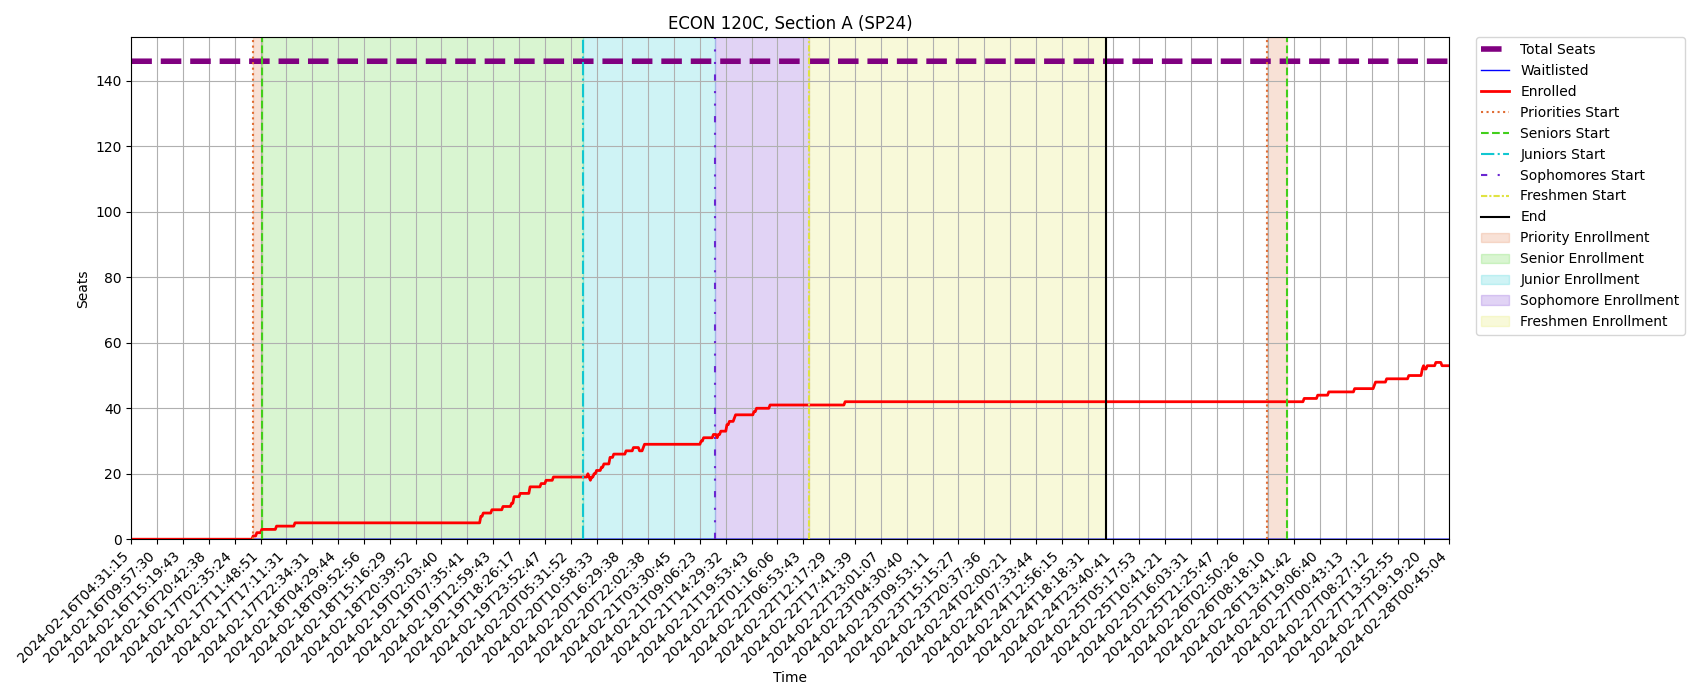 ECON 120C, Section A (SP24)
Total Seats
Waitlisted
Enrolled
Priorities Start
Seniors Start
Juniors Start
Sophomores Start
Freshmen Start
End
Priority Enrollment
Senior Enrollment
Junior Enrollment
Sophomore Enrollment
Freshmen Enrollment
Seats
140
120
100
80
60
40
20
0
2024-02-16T04:31:15
2024-02-16T09:57:30
2024-02-16T15:19:43
2024-02-16T20:42:38
2024-02-17T02:35:24
2024-02-17T11:48:51
2024-02-17T17:11:31
2024-02-17T22:34:31
2024-02-18T04:29:44
2024-02-18T09:52:56
2024-02-18T15:16:29
2024-02-18T20:39:52
2024-02-19T02:03:40
2024-02-19T07:35:41
2024-02-19T12:59:43
2024-02-19T18:26:17
2024-02-19T23:52:47
2024-02-20T05:31:52
2024-02-20T10:58:33
2024-02-20T16:29:38
2024-02-20T22:02:38
2024-02-21T03:30:45
2024-02-21T09:06:23
2024-02-21T14:29:32
2024-02-21T19:53:43
2024-02-22T01:16:06
2024-02-22T06:53:43
2024-02-22T12:17:29
2024-02-22T17:41:39
2024-02-22T23:01:07
2024-02-23T04:30:40
2024-02-23T09:53:11
2024-02-23T15:15:27
2024-02-23T20:37:36
2024-02-24T02:00:21
2024-02-24T07:33:44
2024-02-24T12:56:15
2024-02-24T18:18:31
2024-02-24T23:40:41
2024-02-25T05:17:53
2024-02-25T10:41:21
2024-02-25T16:03:31
2024-02-25T21:25:47
2024-02-26T02:50:26
2024-02-26T08:18:10
2024-02-26T13:41:42
2024-02-26T19:06:40
2024-02-27T00:43:13
2024-02-27T08:27:12
2024-02-27T13:52:55
2024-02-27T19:19:20
2024-02-28T00:45:04
Time